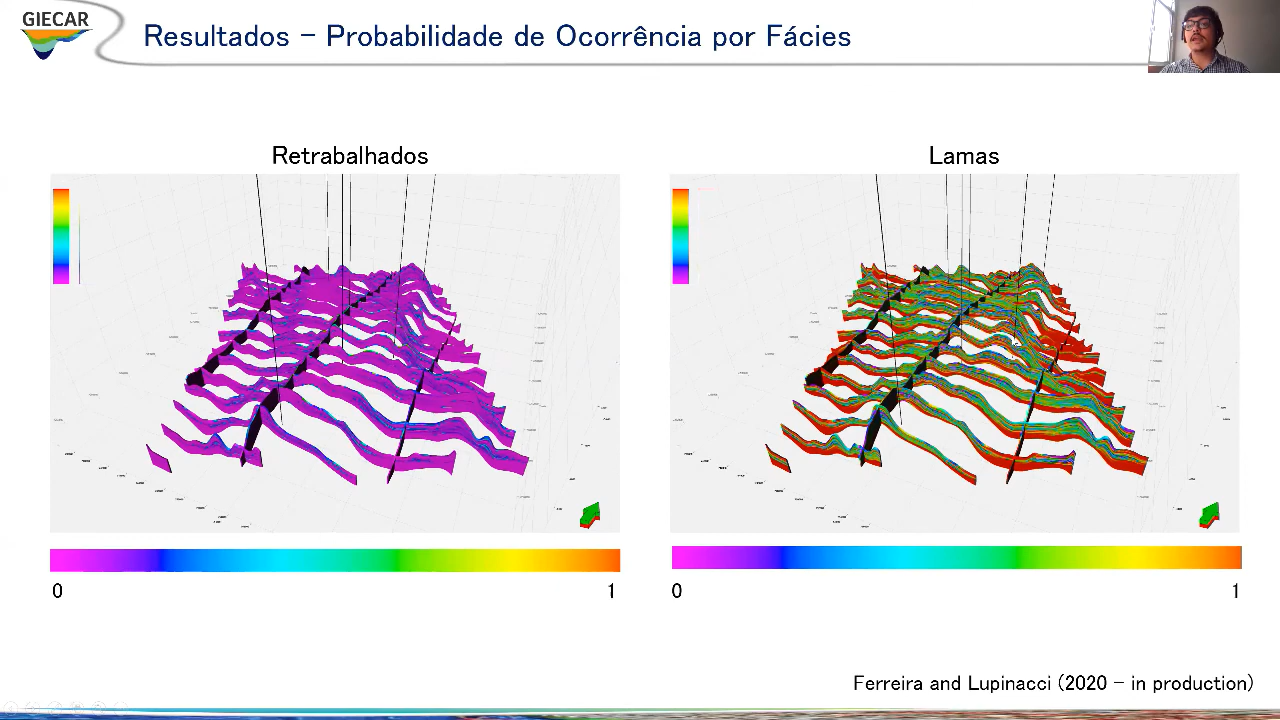 GIECAR
Resultados - Probabilidade de Ocorrência por Fácies
Retrabalhados
Lamas
0
1
0
1
Ferreira and Lupinacci (2020 - in production)